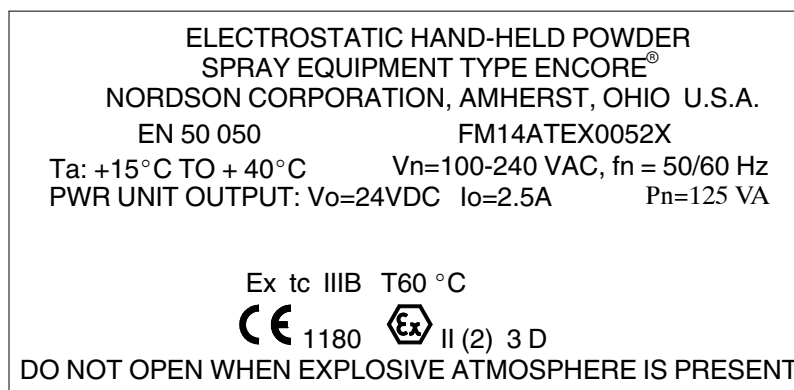 ELECTROSTATIC HAND-HELD POWDER
SPRAY EQUIPMENT TYPE ENCORE®
NORDSON CORPORATION, AMHERST, OHIO U.S.A.
EN 50 050 FM14ATEX0052X
Ta: +15°C TO + 40°C Vn=100-240 VAC, fn = 50/60 Hz
PWR UNIT OUTPUT: Vo=24VDC Io=2.5A Pn=125 VA
Ex tc IIIB T60 °C
CE 1180 Ex II (2) 3 D
DO NOT OPEN WHEN EXPLOSIVE ATMOSPHERE IS PRESENT